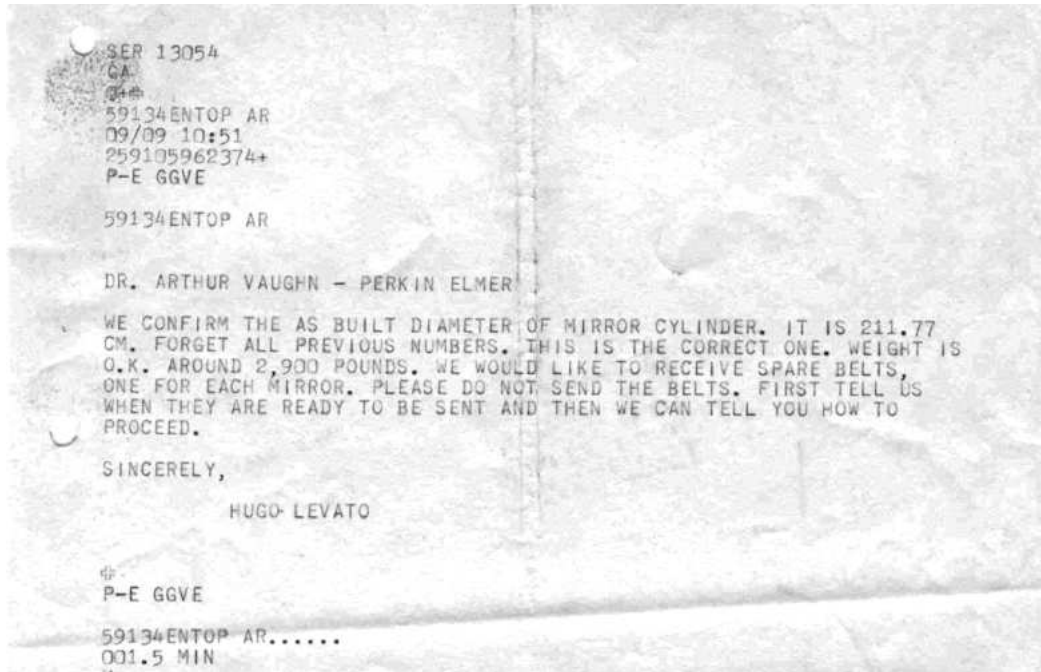 SER 13054
GA
59134ENTOP AR
09/09 10:51
259105962374+
P-E GGVE
59134ENTOP AR
DR. ARTHUR VAUGHN - PERKIN ELMER
WE CONFIRM THE AS BUILT DIAMETER OF MIRROR CYLINDER. IT IS 211.77
CM. FORGET ALL PREVIOUS NUMBERS. THIS IS THE CORRECT ONE. WEIGHT IS
O.K. AROUND 2,900 POUNDS. WE WOULD LIKE TO RECEIVE SPARE BELTS,
ONE FOR EACH MIRROR. PLEASE DO NOT SEND THE BELTS. FIRST TELL US
WHEN THEY ARE READY TO BE SENT AND THEN WE CAN TELL YOU HOW TO
PROCEED.
SINCERELY,
HUGO LEVATO
P-E GGVE
59134ENTOP AR......
001.5 MIN